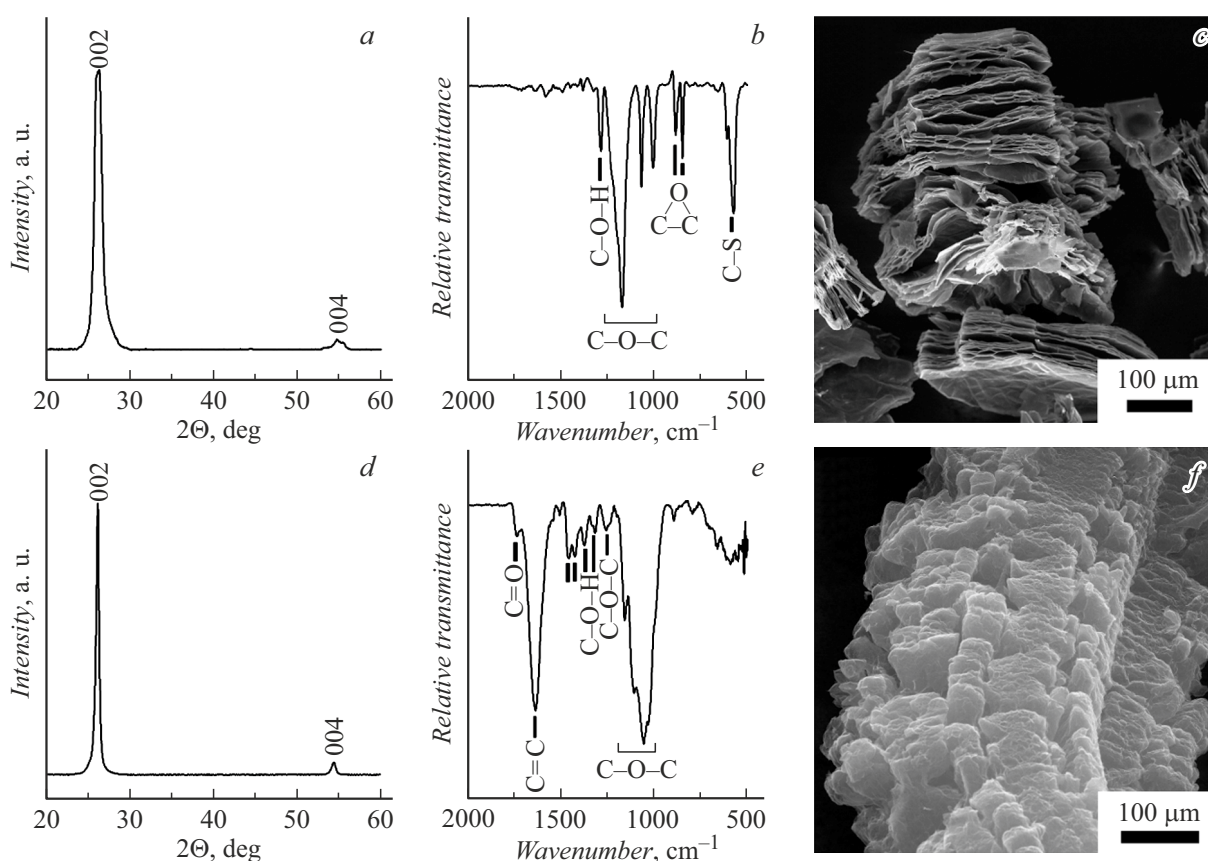 a
002
004
Intensity, a. u.
20 30 40 50 60
2Θ, deg
b
Relative transmittance
C–O–H
C–O–C
O
C–C
C–S
2000 1500 1000 500
Wavenumber, cm⁻¹
c
100 μm
d
002
004
Intensity, a. u.
20 30 40 50 60
2Θ, deg
e
Relative transmittance
C=O
C=C
C–O–H
C–O–C
C–O–C
2000 1500 1000 500
Wavenumber, cm⁻¹
f
100 μm